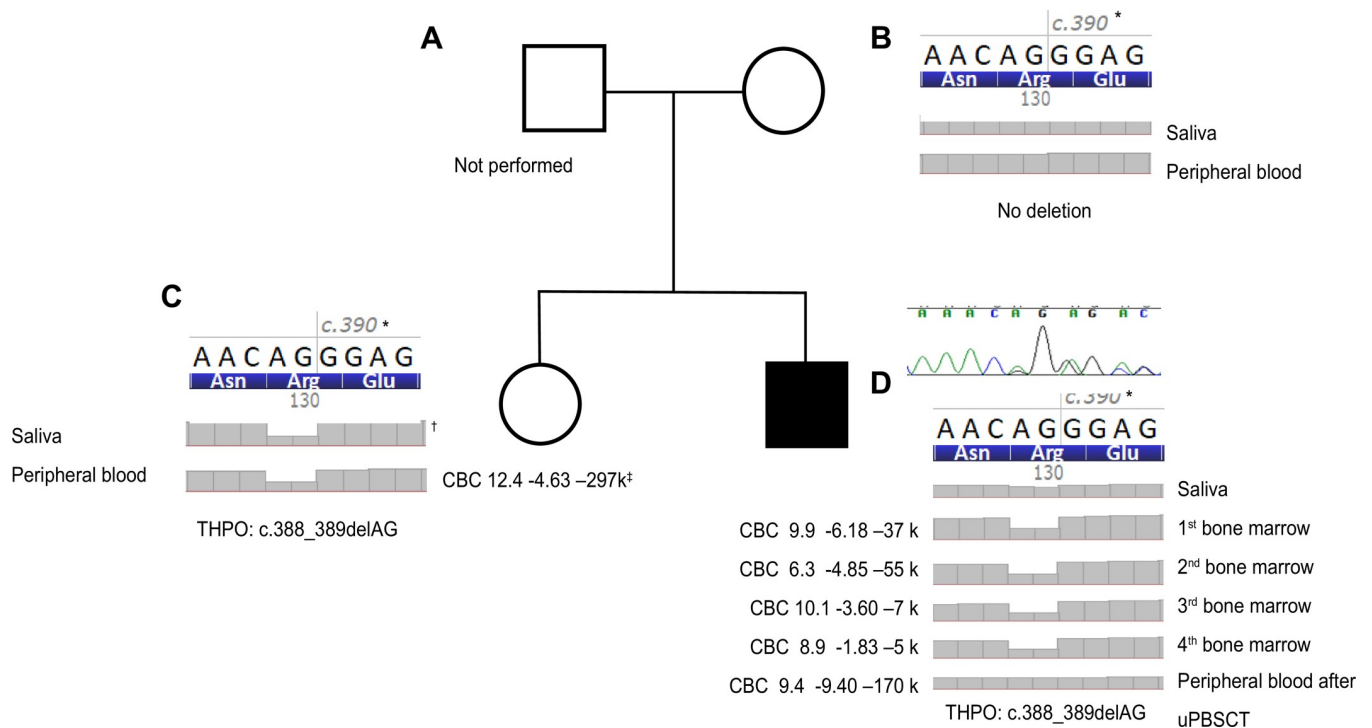 A
Not performed
B
c.390 *
A A C A G G G A G
Asn Arg Glu
130
Saliva
Peripheral blood
No deletion
C
c.390 *
A A C A G G G A G
Asn Arg Glu
130
Saliva †
Peripheral blood
CBC 12.4 -4.63 –297k‡
THPO: c.388_389delAG
A A A C A G A G A C
D
c.390 *
A A C A G G G A G
Asn Arg Glu
130
Saliva
CBC 9.9 -6.18 –37 k 1st bone marrow
CBC 6.3 -4.85 –55 k 2nd bone marrow
CBC 10.1 -3.60 –7 k 3rd bone marrow
CBC 8.9 -1.83 –5 k 4th bone marrow
CBC 9.4 -9.40 –170 k Peripheral blood after
THPO: c.388_389delAG uPBSCT